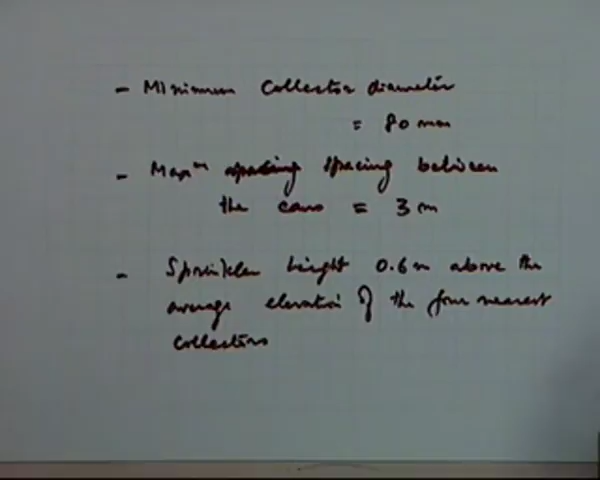 - Minimum Collector diameter
= 80 mm
- Maxm spacing spacing between
the cans = 3 m
- Sprinkler height 0.6 m above the
average elevation of the four nearest
Collectors